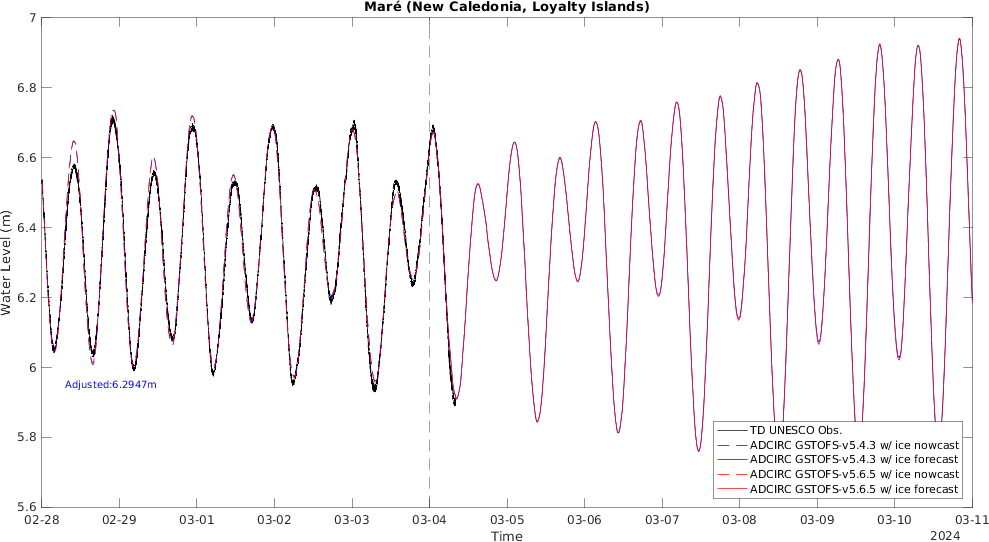 Maré (New Caledonia, Loyalty Islands)
Water Level (m)
7
6.8
6.6
6.4
6.2
6
5.8
5.6
Adjusted:6.2947m
TD UNESCO Obs.
ADCIRC GSTOFS-v5.4.3 w/ ice nowcast
ADCIRC GSTOFS-v5.4.3 w/ ice forecast
ADCIRC GSTOFS-v5.6.5 w/ ice nowcast
ADCIRC GSTOFS-v5.6.5 w/ ice forecast
02-28 02-29 03-01 03-02 03-03 03-04 03-05 03-06 03-07 03-08 03-09 03-10 03-11
Time
2024